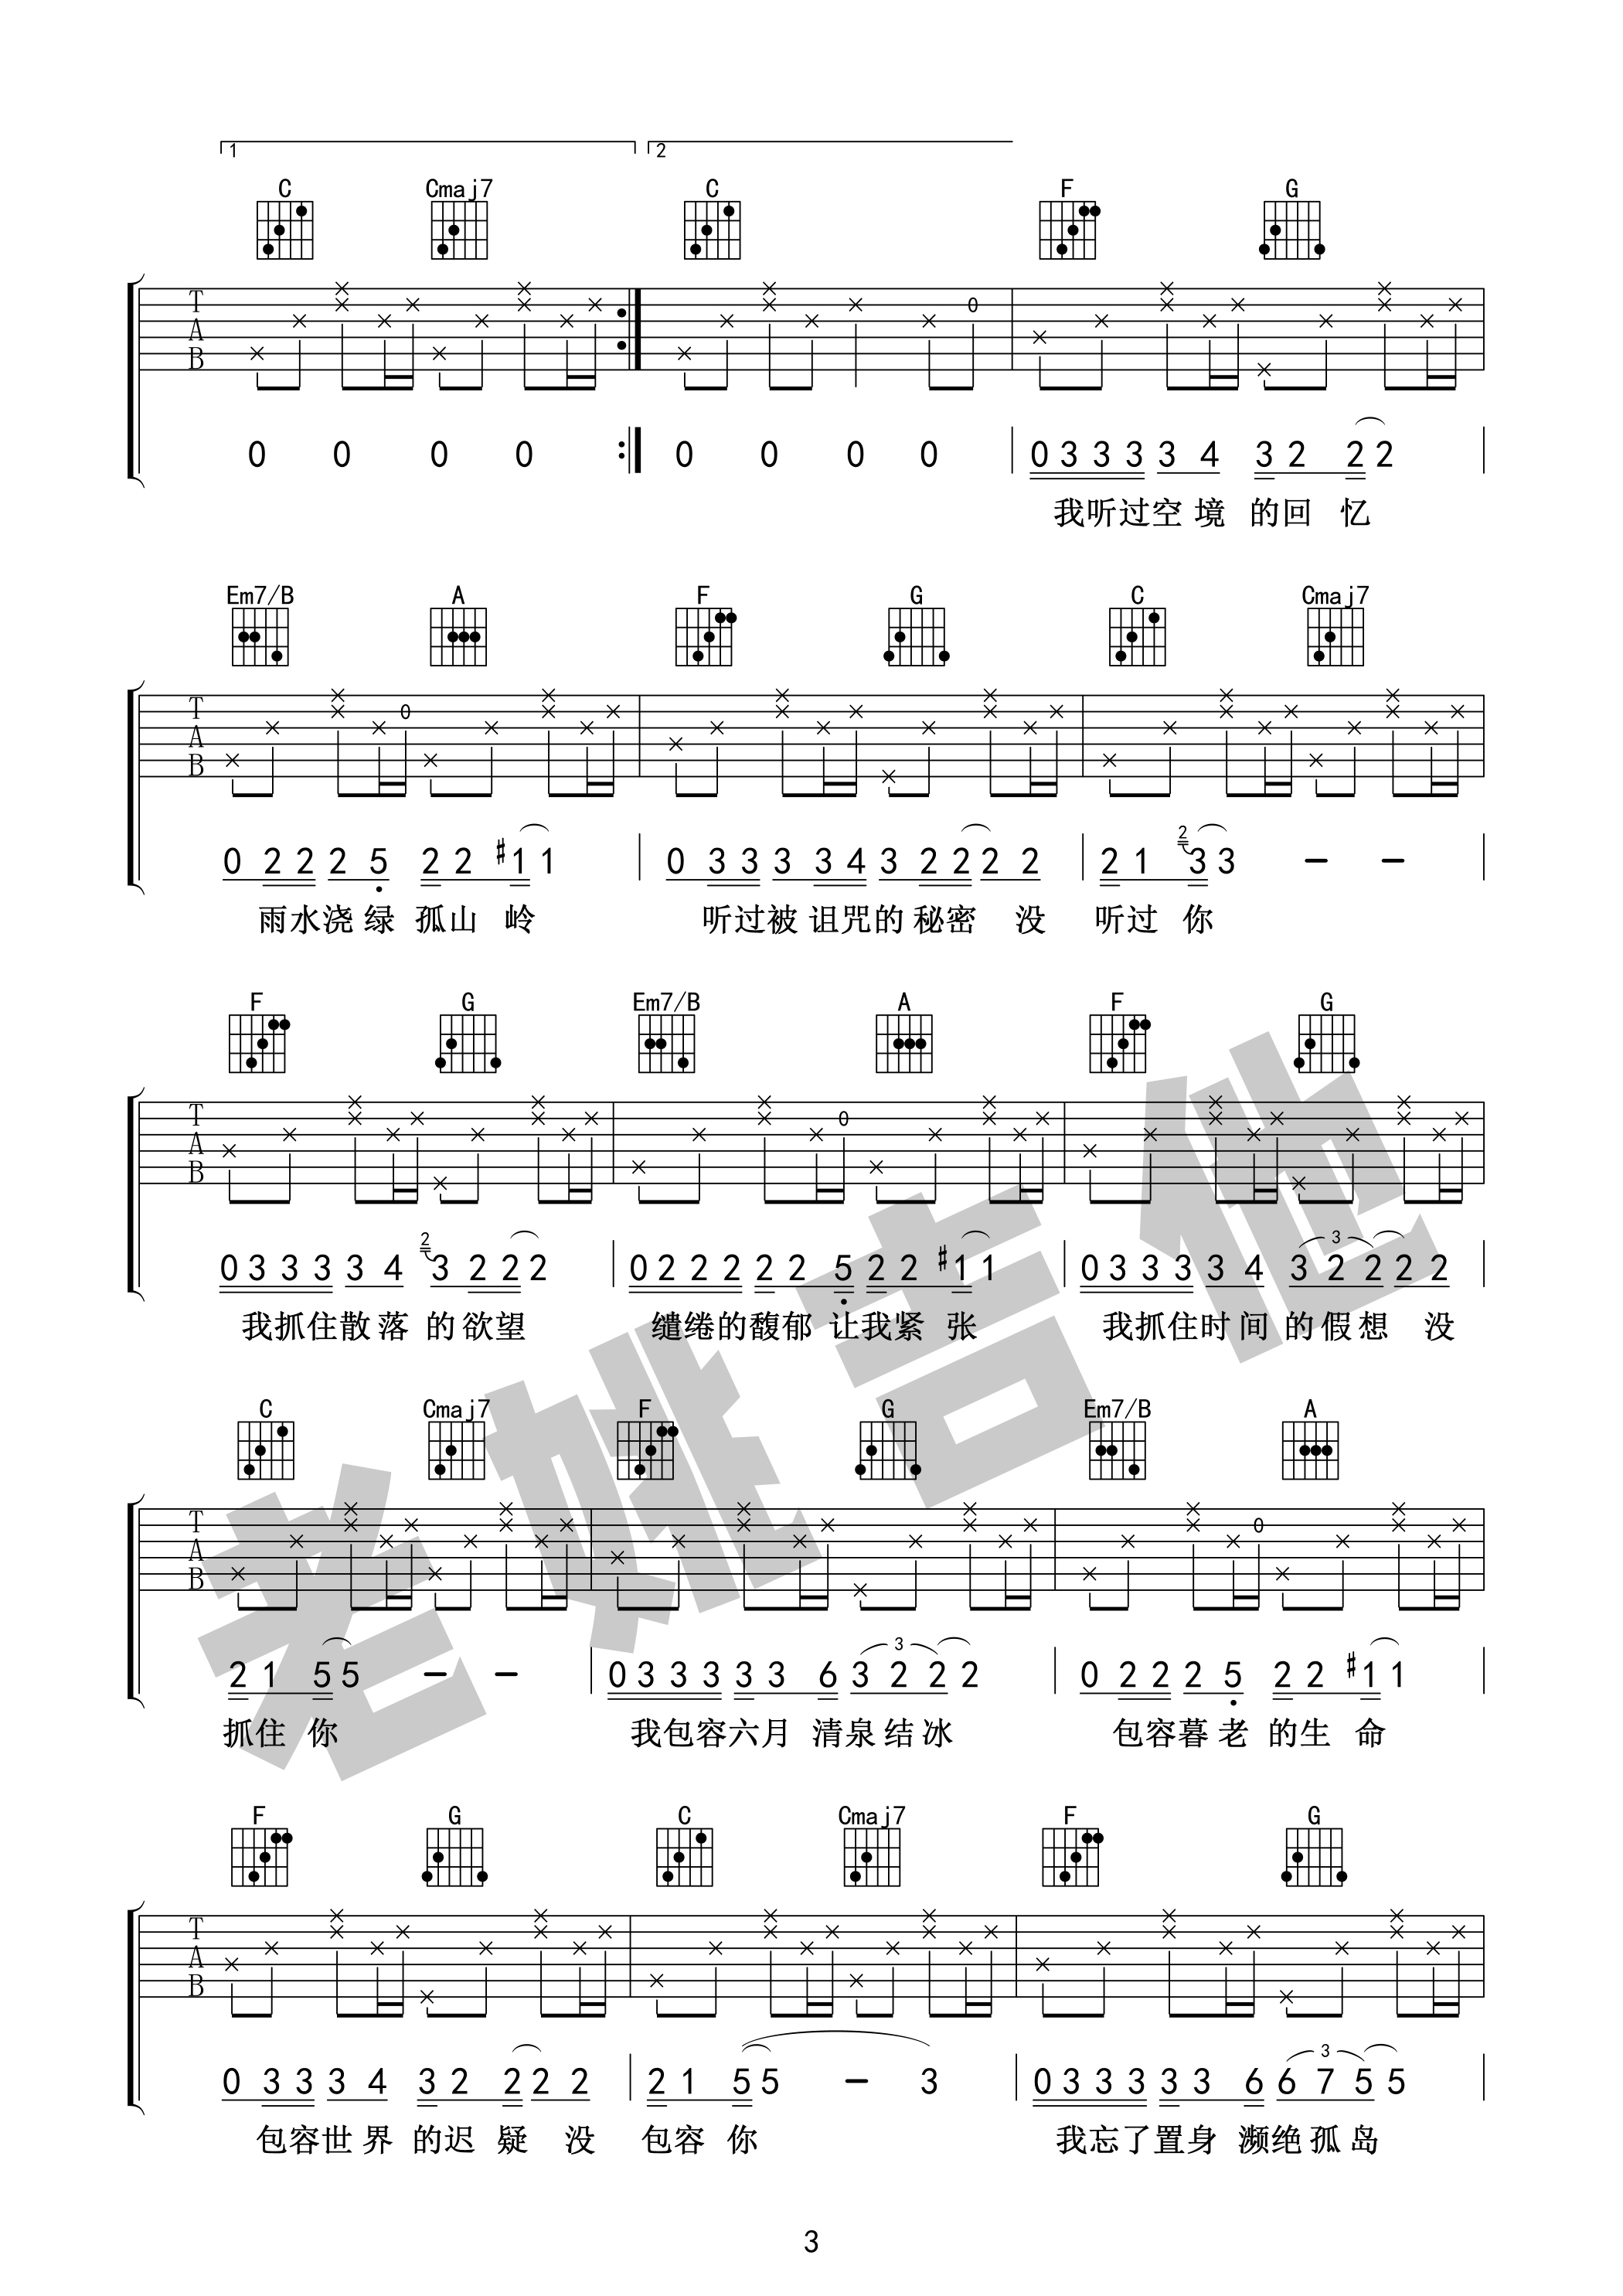 1 2
C Cmaj7 C F G
T
A
B
0 0 0 0 0 0 0 0 0 3 3 3 3 4 3 2 2 2
我听过空 境 的回 忆
Em7/B A F G C Cmaj7
T
A
B
0 2 2 2 5 2 2 #1 1 0 3 3 3 3 4 3 2 2 2 2 2 1 2 3 3 - -
雨水浇 绿 孤山 岭 听过被 诅咒的 秘密 没 听过 你
F G Em7/B A F G
T
A
B
0 3 3 3 3 4 2 3 2 2 2 0 2 2 2 2 2 5 2 2 #1 1 0 3 3 3 3 4 3 2 2 2 2
我抓住散 落 的 欲望 缱绻的馥郁 让我紧 张 我抓住时 间 的 假 想 没
C Cmaj7 F G Em7/B A
T
A
B
2 1 5 5 - - 0 3 3 3 3 3 6 3 2 2 2 0 2 2 2 5 2 2 #1 1
抓住 你 我包容六月 清泉 结 冰 包容暮 老 的生 命
F G C Cmaj7 F G
T
A
B
0 3 3 3 4 3 2 2 2 2 2 1 5 5 - 3 0 3 3 3 3 3 6 6 7 5 5
包容世 界 的迟 疑 没 包容 你 我忘了置身 濒绝 孤 岛
老姚吉他
3